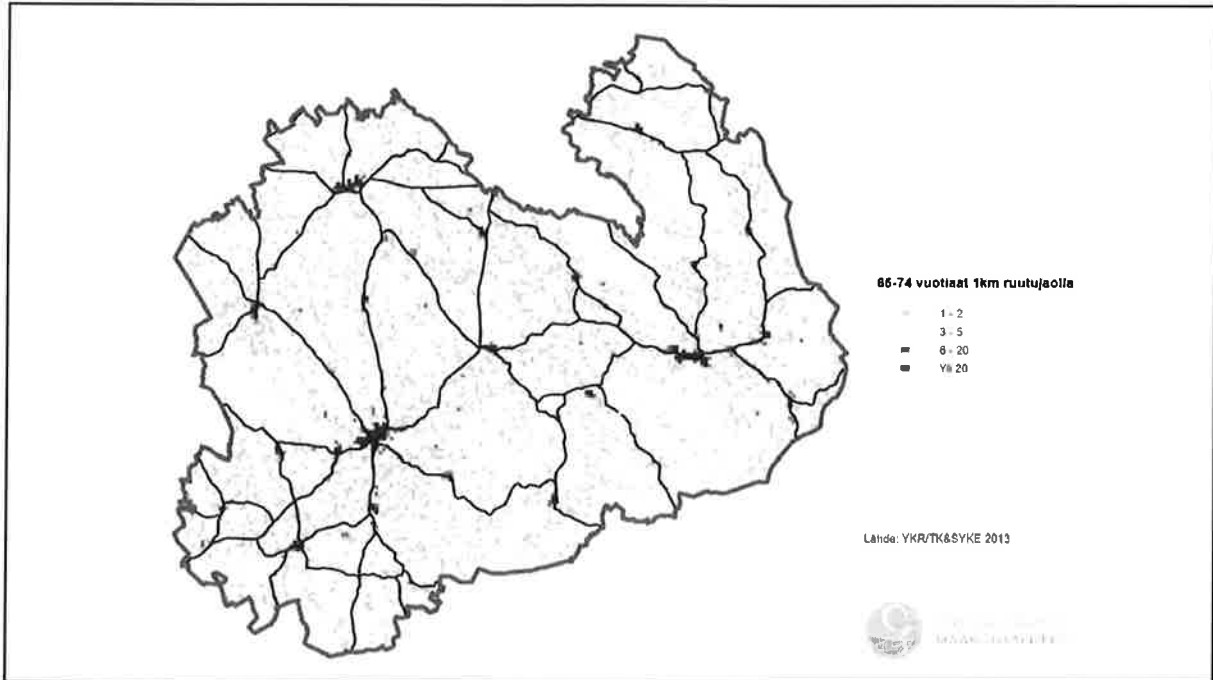 65-74 vuotiaat 1km ruutujaolla
1 - 2
3 - 5
6 - 20
Yli 20
Lähde: YKR/TK&SYKE 2013